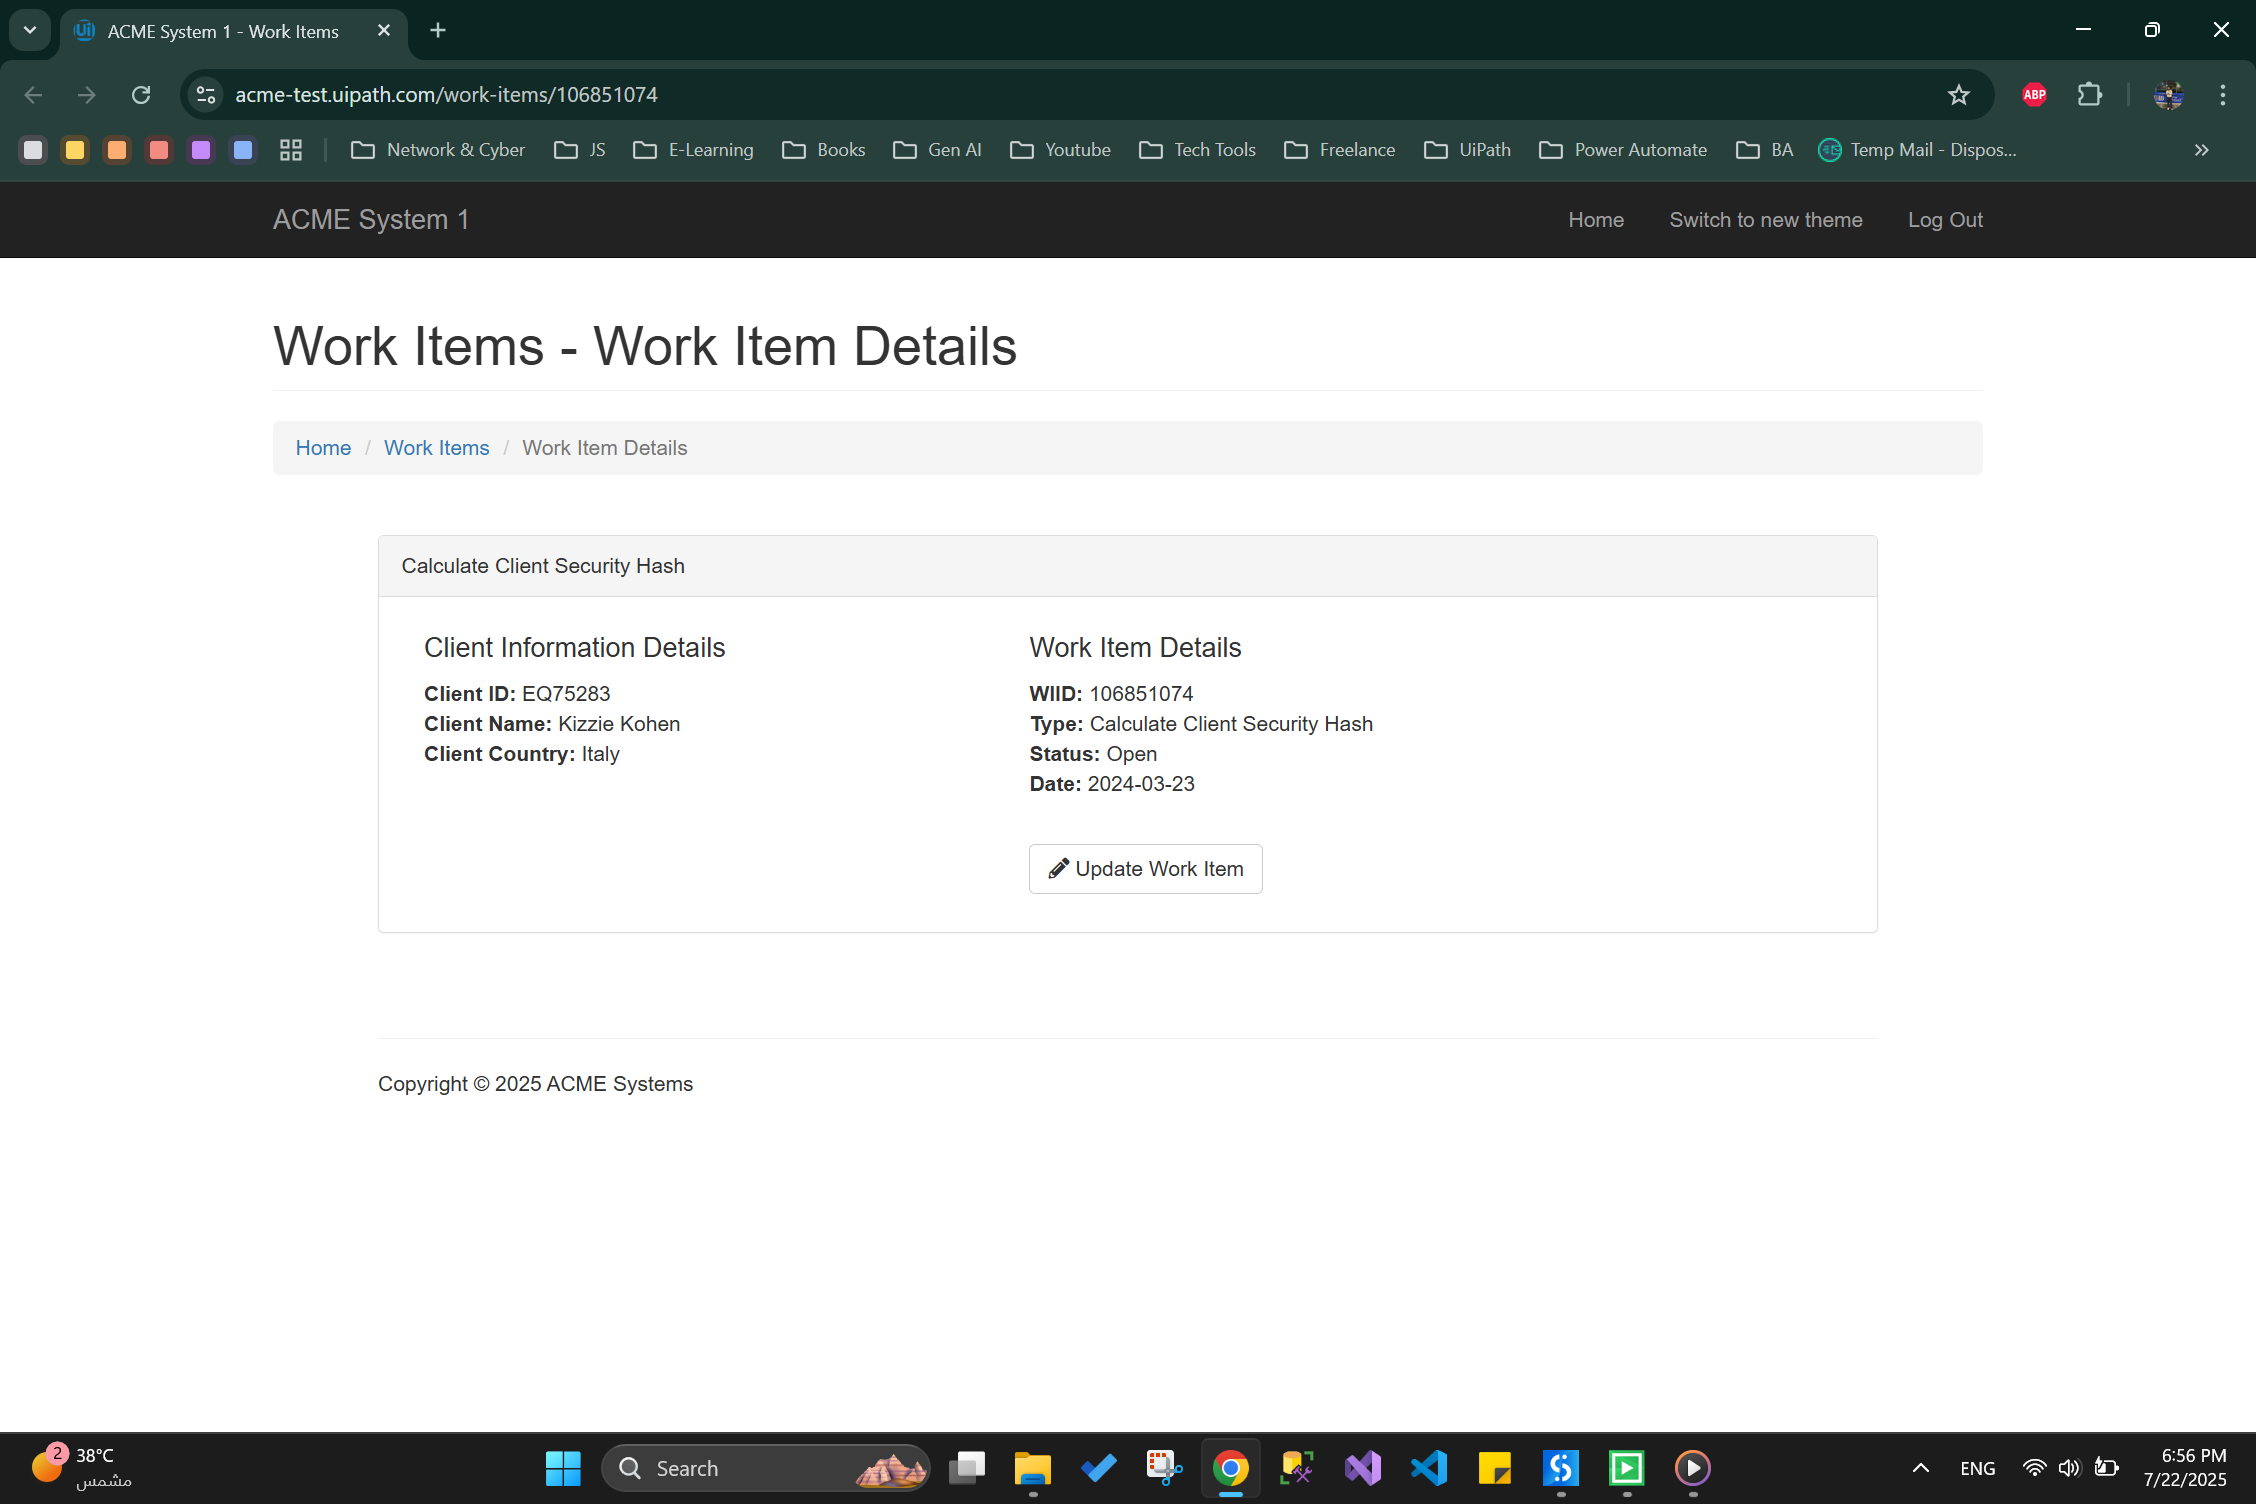 ACME System 1 - Work Items
acme-test.uipath.com/work-items/106851074
ABP
Network & Cyber
JS
E-Learning
Books
Gen AI
Youtube
Tech Tools
Freelance
UiPath
Power Automate
BA
Temp Mail - Dispos...
ACME System 1
Home
Switch to new theme
Log Out
Work Items - Work Item Details
Home / Work Items / Work Item Details
Calculate Client Security Hash
Client Information Details
Client ID: EQ75283
Client Name: Kizzie Kohen
Client Country: Italy
Work Item Details
WIID: 106851074
Type: Calculate Client Security Hash
Status: Open
Date: 2024-03-23
Update Work Item
Copyright © 2025 ACME Systems
2
38°C
مشمس
Search
ENG
6:56 PM
7/22/2025